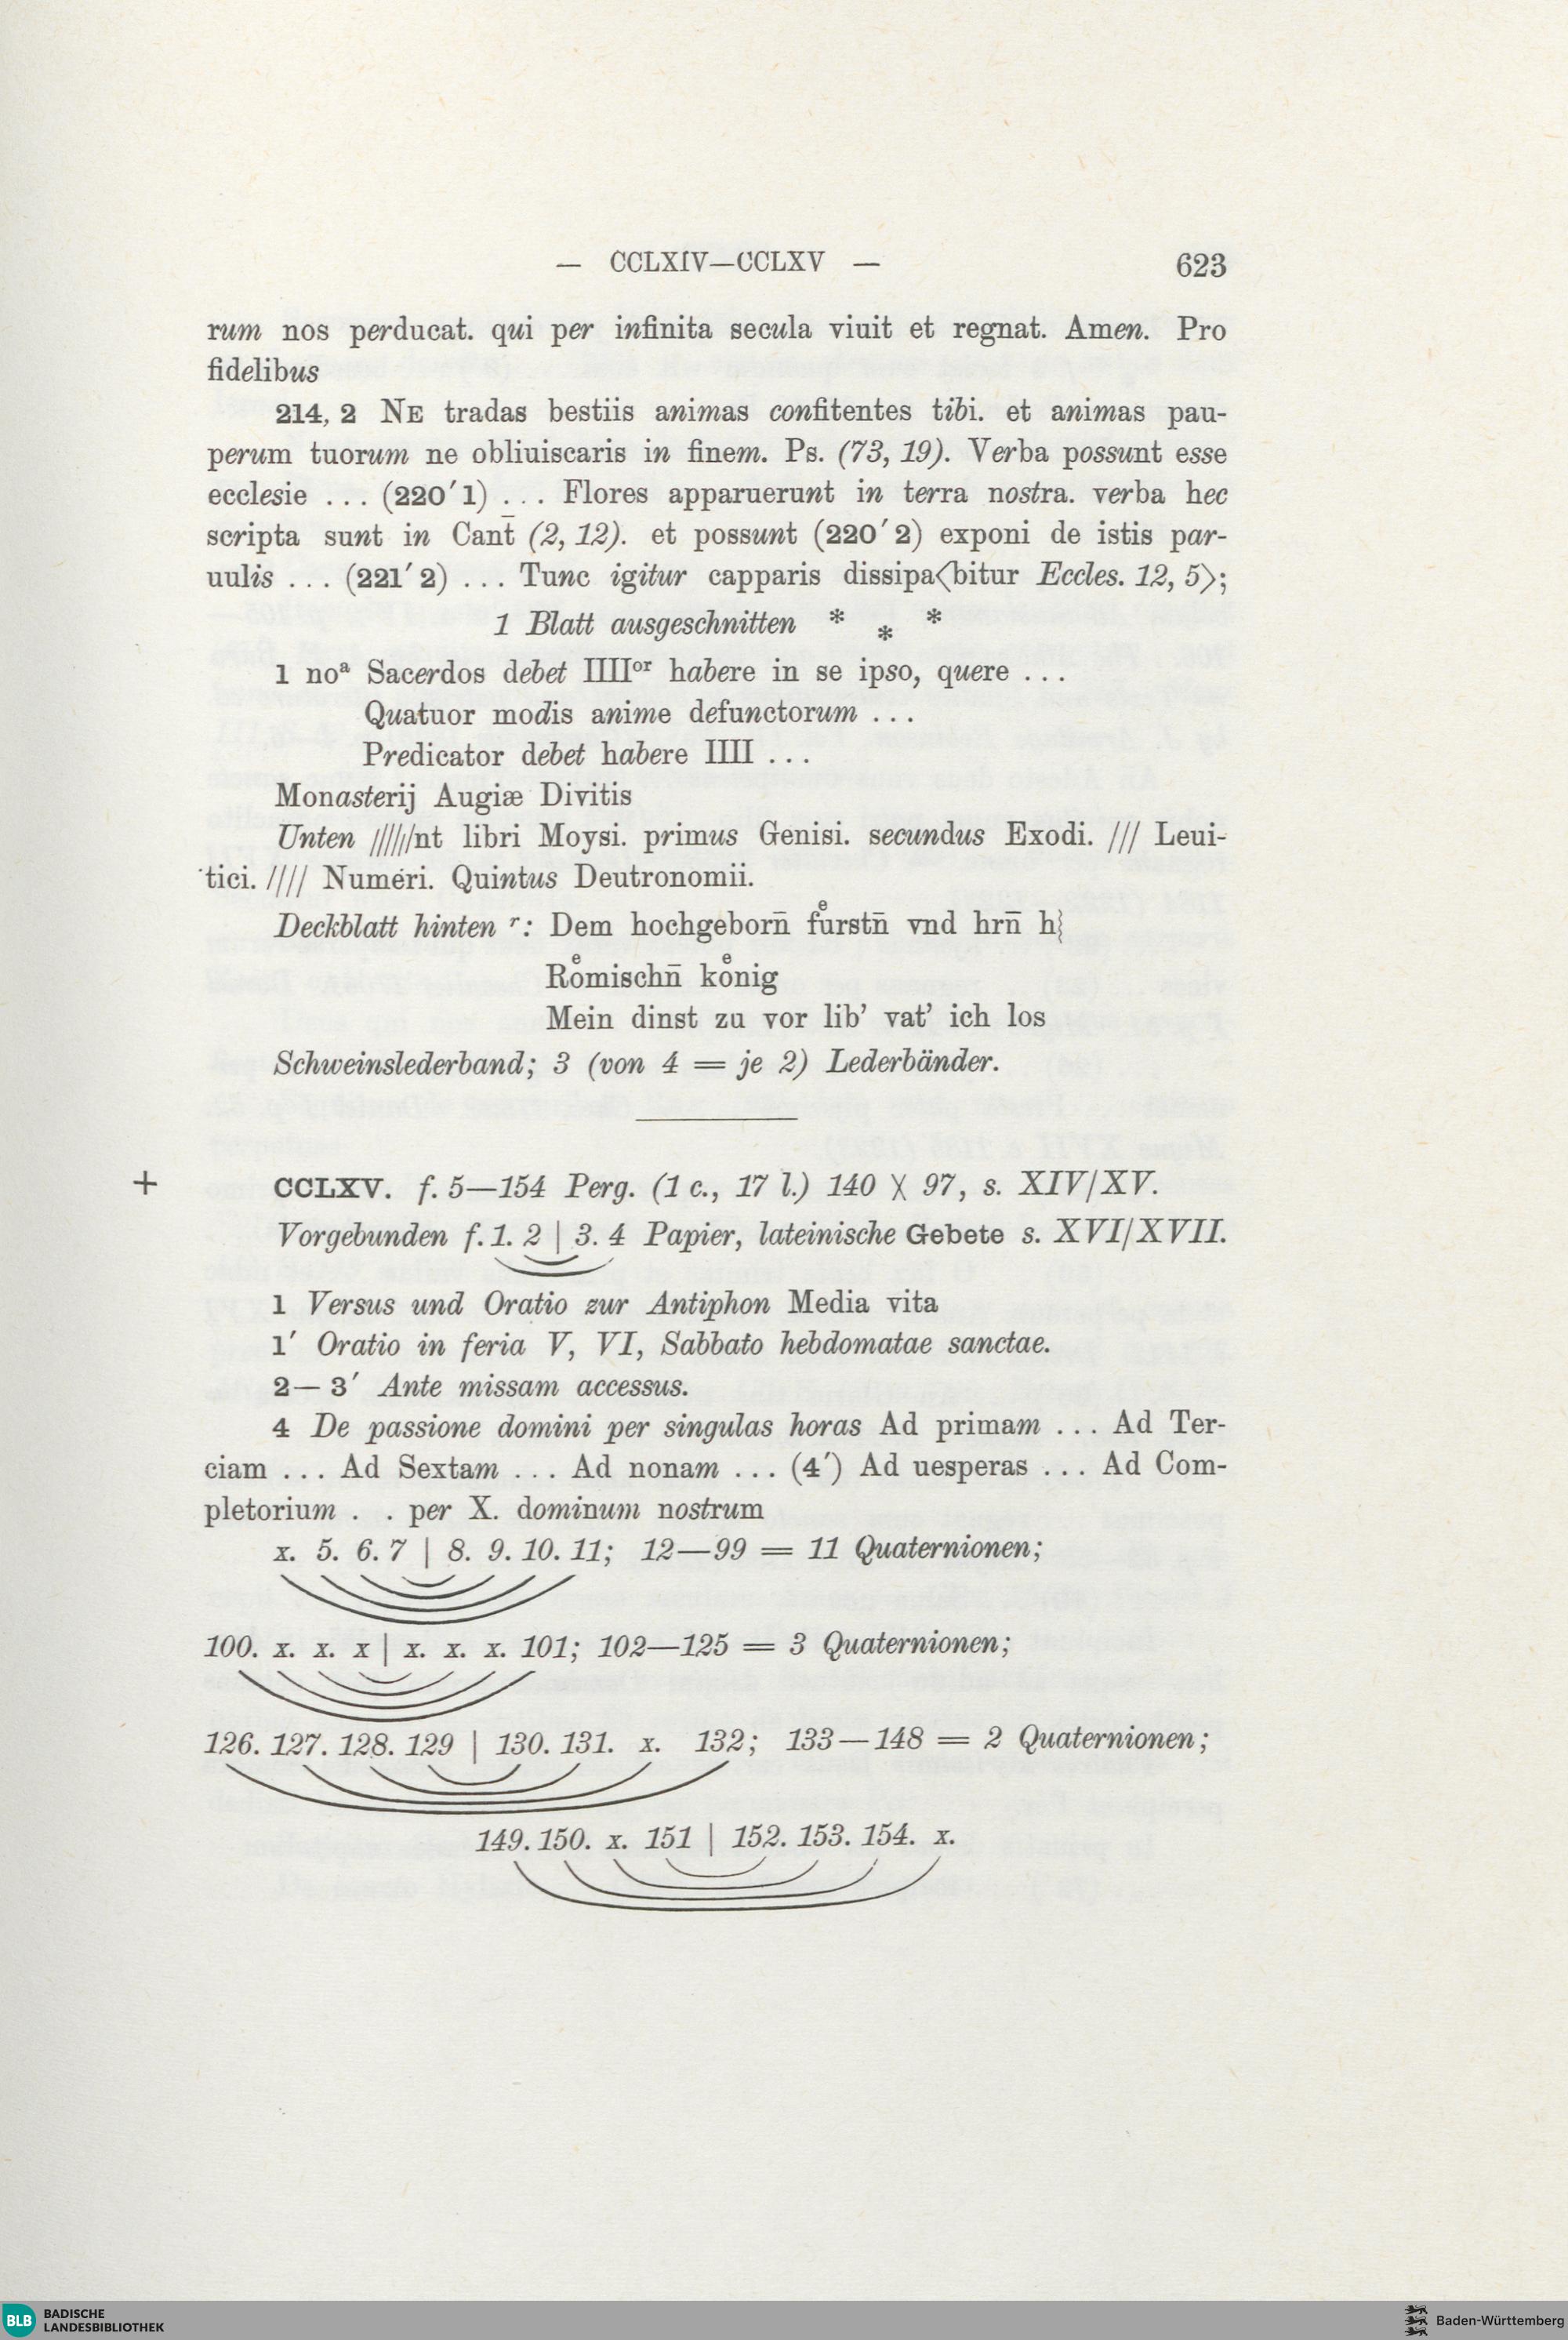 — CCLXIV—CCLXV — 623
rum nos perducat. qui per infinita secula viuit et regnat. Amen. Pro
fidelibus
214, 2 NE tradas bestiis animas confitentes tibi. et animas pau-
perum tuorum ne obliuiscaris in finem. Ps. (73, 19). Verba possunt esse
ecclesie ... (220′ 1) ... Flores apparuerunt in terra nostra. verba hec
scripta sunt in Cant̄ (2, 12). et possunt (220′ 2) exponi de istis par-
uulis ... (221′ 2) ... Tunc igitur capparis dissipa〈bitur Eccles. 12, 5〉;
1 Blatt ausgeschnitten * * *
1 noª Sacerdos debet IIIIᵒʳ habere in se ipso, quere ...
Quatuor modis anime defunctorum ...
Predicator debet habere IIII ...
Monasterij Augiæ Divitis
Unten //////nt libri Moysi. primus Genisi. secundus Exodi. /// Leui-
tici. //// Numeri. Quintus Deutronomii.
Deckblatt hinten ʳ: Dem hochgeborn̄ fuͤrstn̄ vnd hrn̄ h
Roͤmischn̄ koͤnig
Mein dinst zu vor lib’ vat’ ich los
Schweinslederband; 3 (von 4 = je 2) Lederbänder.
+ CCLXV. f. 5—154 Perg. (1 c., 17 l.) 140 X 97, s. XIV/XV.
Vorgebunden f. 1. 2 | 3. 4 Papier, lateinische Gebete s. XVI/XVII.
1 Versus und Oratio zur Antiphon Media vita
1′ Oratio in feria V, VI, Sabbato hebdomatae sanctae.
2— 3′ Ante missam accessus.
4 De passione domini per singulas horas Ad primam ... Ad Ter-
ciam ... Ad Sextam ... Ad nonam ... (4′) Ad uesperas ... Ad Com-
pletorium . . per X. dominum nostrum
x. 5. 6. 7 | 8. 9. 10. 11; 12—99 = 11 Quaternionen;
100. x. x. x | x. x. x. 101; 102—125 = 3 Quaternionen;
126. 127. 128. 129 | 130. 131. x. 132; 133—148 = 2 Quaternionen;
149. 150. x. 151 | 152. 153. 154. x.
BLB BADISCHE
LANDESBIBLIOTHEK
Baden-Württemberg